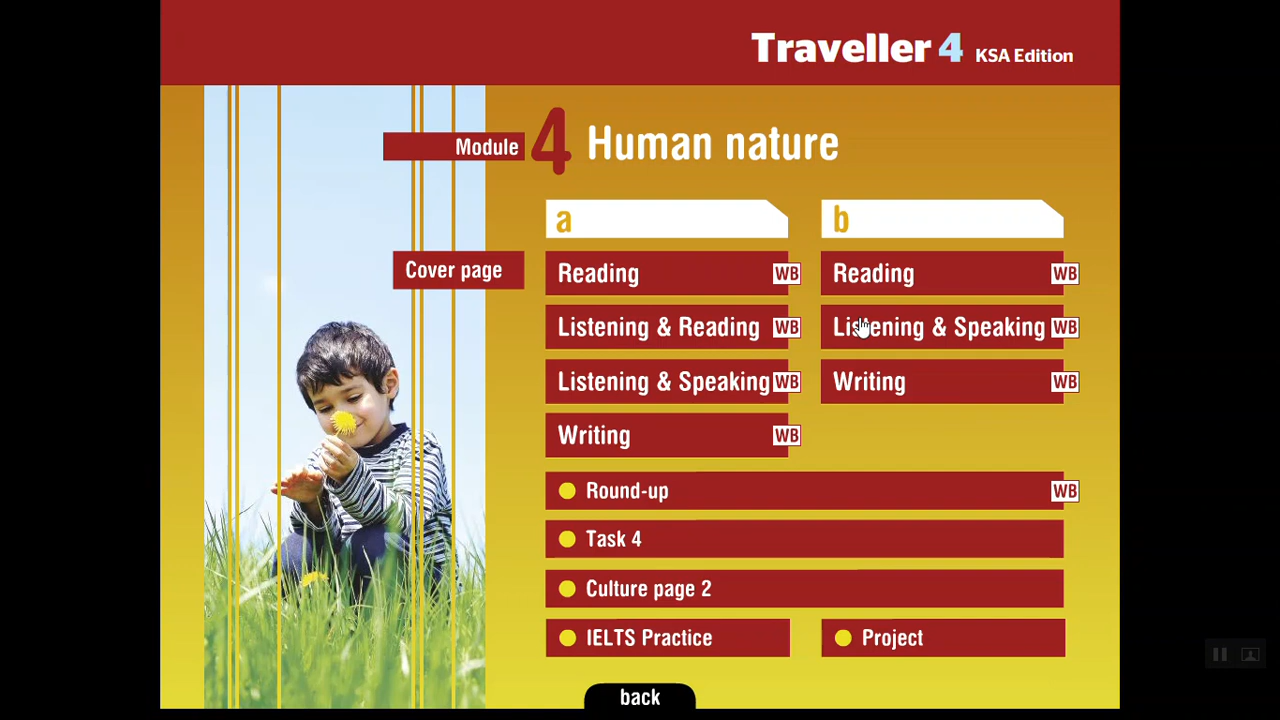 Traveller 4 KSA Edition
Module 4 Human nature
a
b
Cover page
Reading WB
Reading WB
Listening & Reading WB
Listening & Speaking WB
Listening & Speaking WB
Writing WB
Writing WB
Round-up WB
Task 4
Culture page 2
IELTS Practice
Project
back